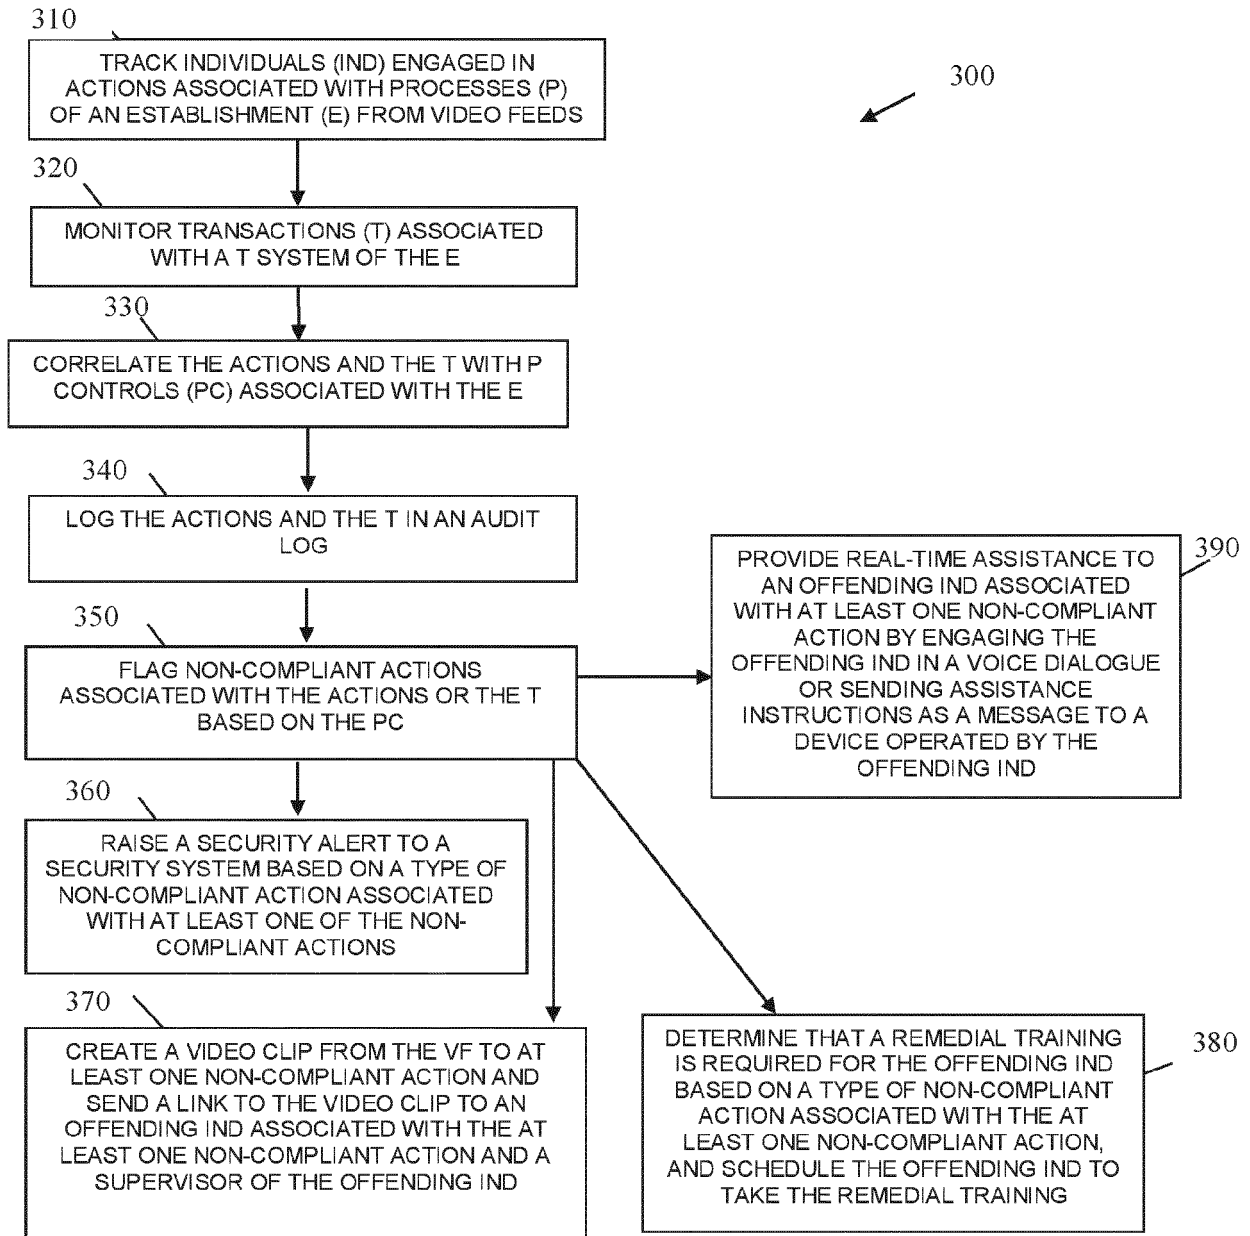 310
TRACK INDIVIDUALS (IND) ENGAGED IN
ACTIONS ASSOCIATED WITH PROCESSES (P)
OF AN ESTABLISHMENT (E) FROM VIDEO FEEDS
300
320
MONITOR TRANSACTIONS (T) ASSOCIATED
WITH A T SYSTEM OF THE E
330
CORRELATE THE ACTIONS AND THE T WITH P
CONTROLS (PC) ASSOCIATED WITH THE E
340
LOG THE ACTIONS AND THE T IN AN AUDIT
LOG
350
FLAG NON-COMPLIANT ACTIONS
ASSOCIATED WITH THE ACTIONS OR THE T
BASED ON THE PC
390
PROVIDE REAL-TIME ASSISTANCE TO
AN OFFENDING IND ASSOCIATED
WITH AT LEAST ONE NON-COMPLIANT
ACTION BY ENGAGING THE
OFFENDING IND IN A VOICE DIALOGUE
OR SENDING ASSISTANCE
INSTRUCTIONS AS A MESSAGE TO A
DEVICE OPERATED BY THE
OFFENDING IND
360
RAISE A SECURITY ALERT TO A
SECURITY SYSTEM BASED ON A TYPE OF
NON-COMPLIANT ACTION ASSOCIATED
WITH AT LEAST ONE OF THE NON-
COMPLIANT ACTIONS
370
CREATE A VIDEO CLIP FROM THE VF TO AT
LEAST ONE NON-COMPLIANT ACTION AND
SEND A LINK TO THE VIDEO CLIP TO AN
OFFENDING IND ASSOCIATED WITH THE AT
LEAST ONE NON-COMPLIANT ACTION AND A
SUPERVISOR OF THE OFFENDING IND
380
DETERMINE THAT A REMEDIAL TRAINING
IS REQUIRED FOR THE OFFENDING IND
BASED ON A TYPE OF NON-COMPLIANT
ACTION ASSOCIATED WITH THE AT
LEAST ONE NON-COMPLIANT ACTION,
AND SCHEDULE THE OFFENDING IND TO
TAKE THE REMEDIAL TRAINING